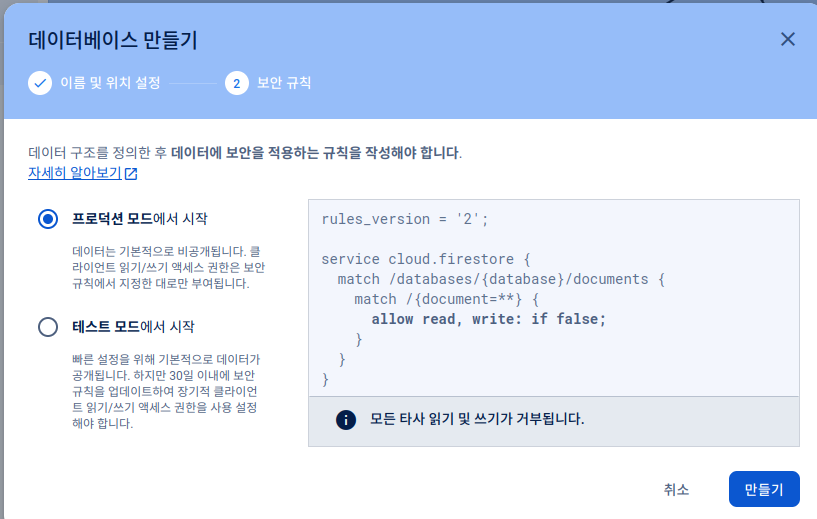 데이터베이스 만들기
이름 및 위치 설정
2 보안 규칙
데이터 구조를 정의한 후 데이터에 보안을 적용하는 규칙을 작성해야 합니다.
자세히 알아보기
프로덕션 모드에서 시작
데이터는 기본적으로 비공개됩니다. 클
라이언트 읽기/쓰기 액세스 권한은 보안
규칙에서 지정한 대로만 부여됩니다.
테스트 모드에서 시작
빠른 설정을 위해 기본적으로 데이터가
공개됩니다. 하지만 30일 이내에 보안
규칙을 업데이트하여 장기적 클라이언
트 읽기/쓰기 액세스 권한을 사용 설정
해야 합니다.
rules_version = '2';
service cloud.firestore {
match /databases/{database}/documents {
match /{document=**} {
allow read, write: if false;
}
}
}
모든 타사 읽기 및 쓰기가 거부됩니다.
취소
만들기